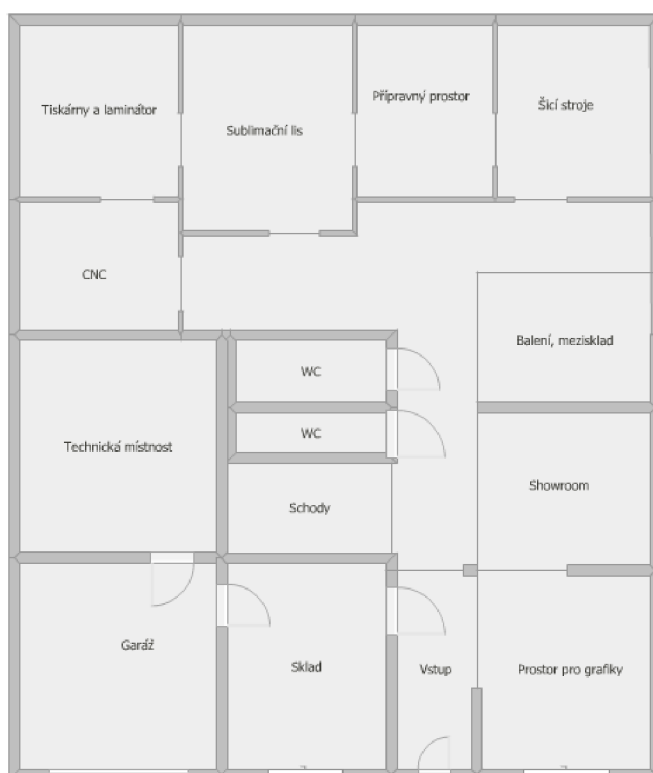 Tiskárny a laminátor
Sublimační lis
Přípravný prostor
Šicí stroje
CNC
Balení, mezisklad
WC
WC
Technická místnost
Showroom
Schody
Garáž
Sklad
Vstup
Prostor pro grafiky